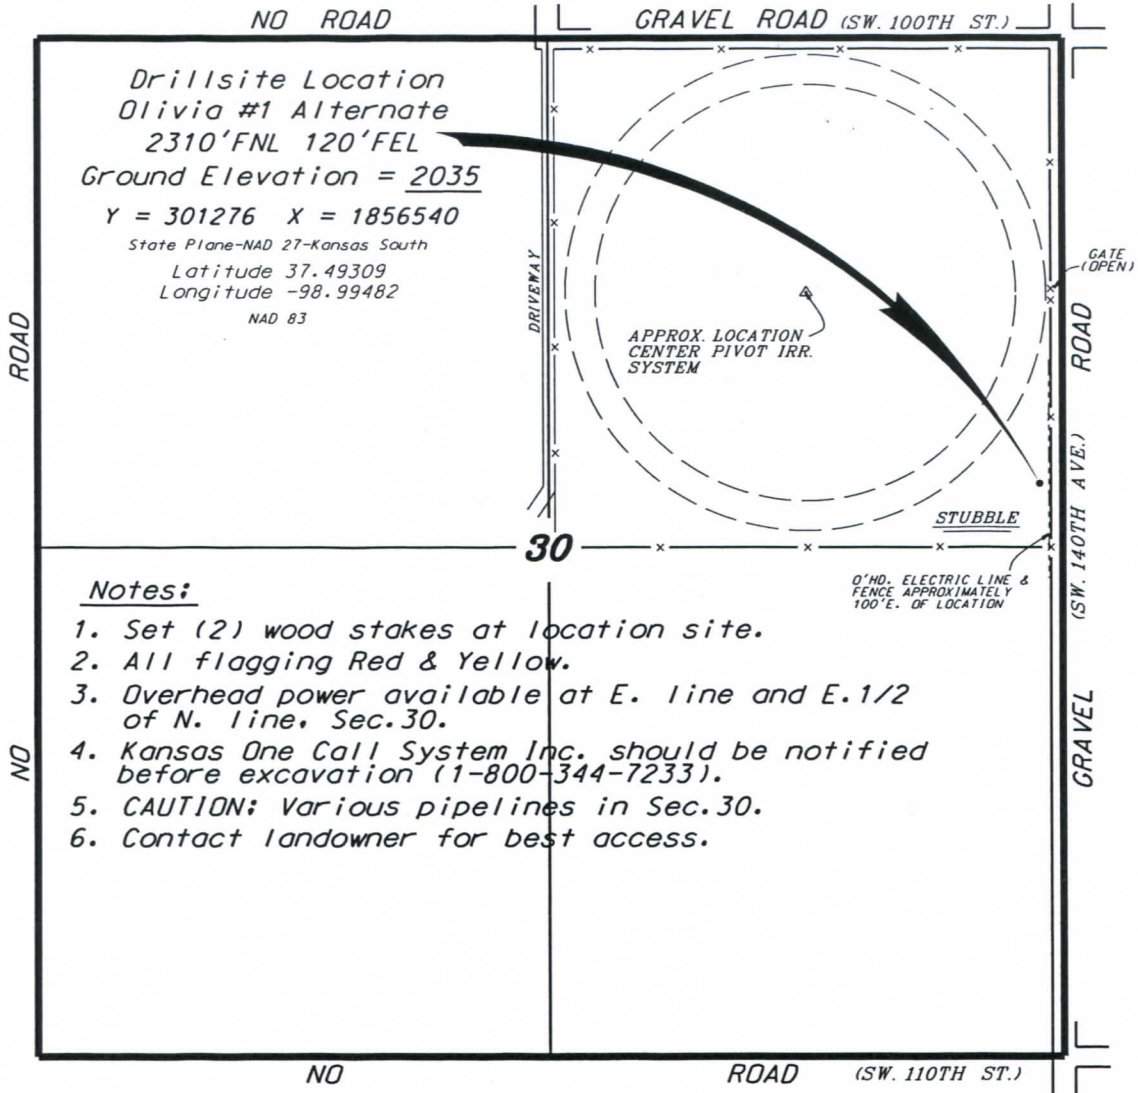 NO ROAD
GRAVEL ROAD (SW. 100TH ST.)
Drillsite Location
Olivia #1 Alternate
2310'FNL 120'FEL
Ground Elevation = 2035
Y = 301276 X = 1856540
State Plane-NAD 27-Kansas South
Latitude 37.49309
Longitude -98.99482
NAD 83
DRIVEWAY
APPROX. LOCATION
CENTER PIVOT IRR.
SYSTEM
GATE
(OPEN)
STUBBLE
O'HD. ELECTRIC LINE &
FENCE APPROXIMATELY
100'E. OF LOCATION
30
NO ROAD
GRAVEL (SW. 140TH AVE.) ROAD
Notes:
1. Set (2) wood stakes at location site.
2. All flagging Red & Yellow.
3. Overhead power available at E. line and E.1/2
of N. line, Sec.30.
4. Kansas One Call System Inc. should be notified
before excavation (1-800-344-7233).
5. CAUTION: Various pipelines in Sec.30.
6. Contact landowner for best access.
NO ROAD (SW. 110TH ST.)